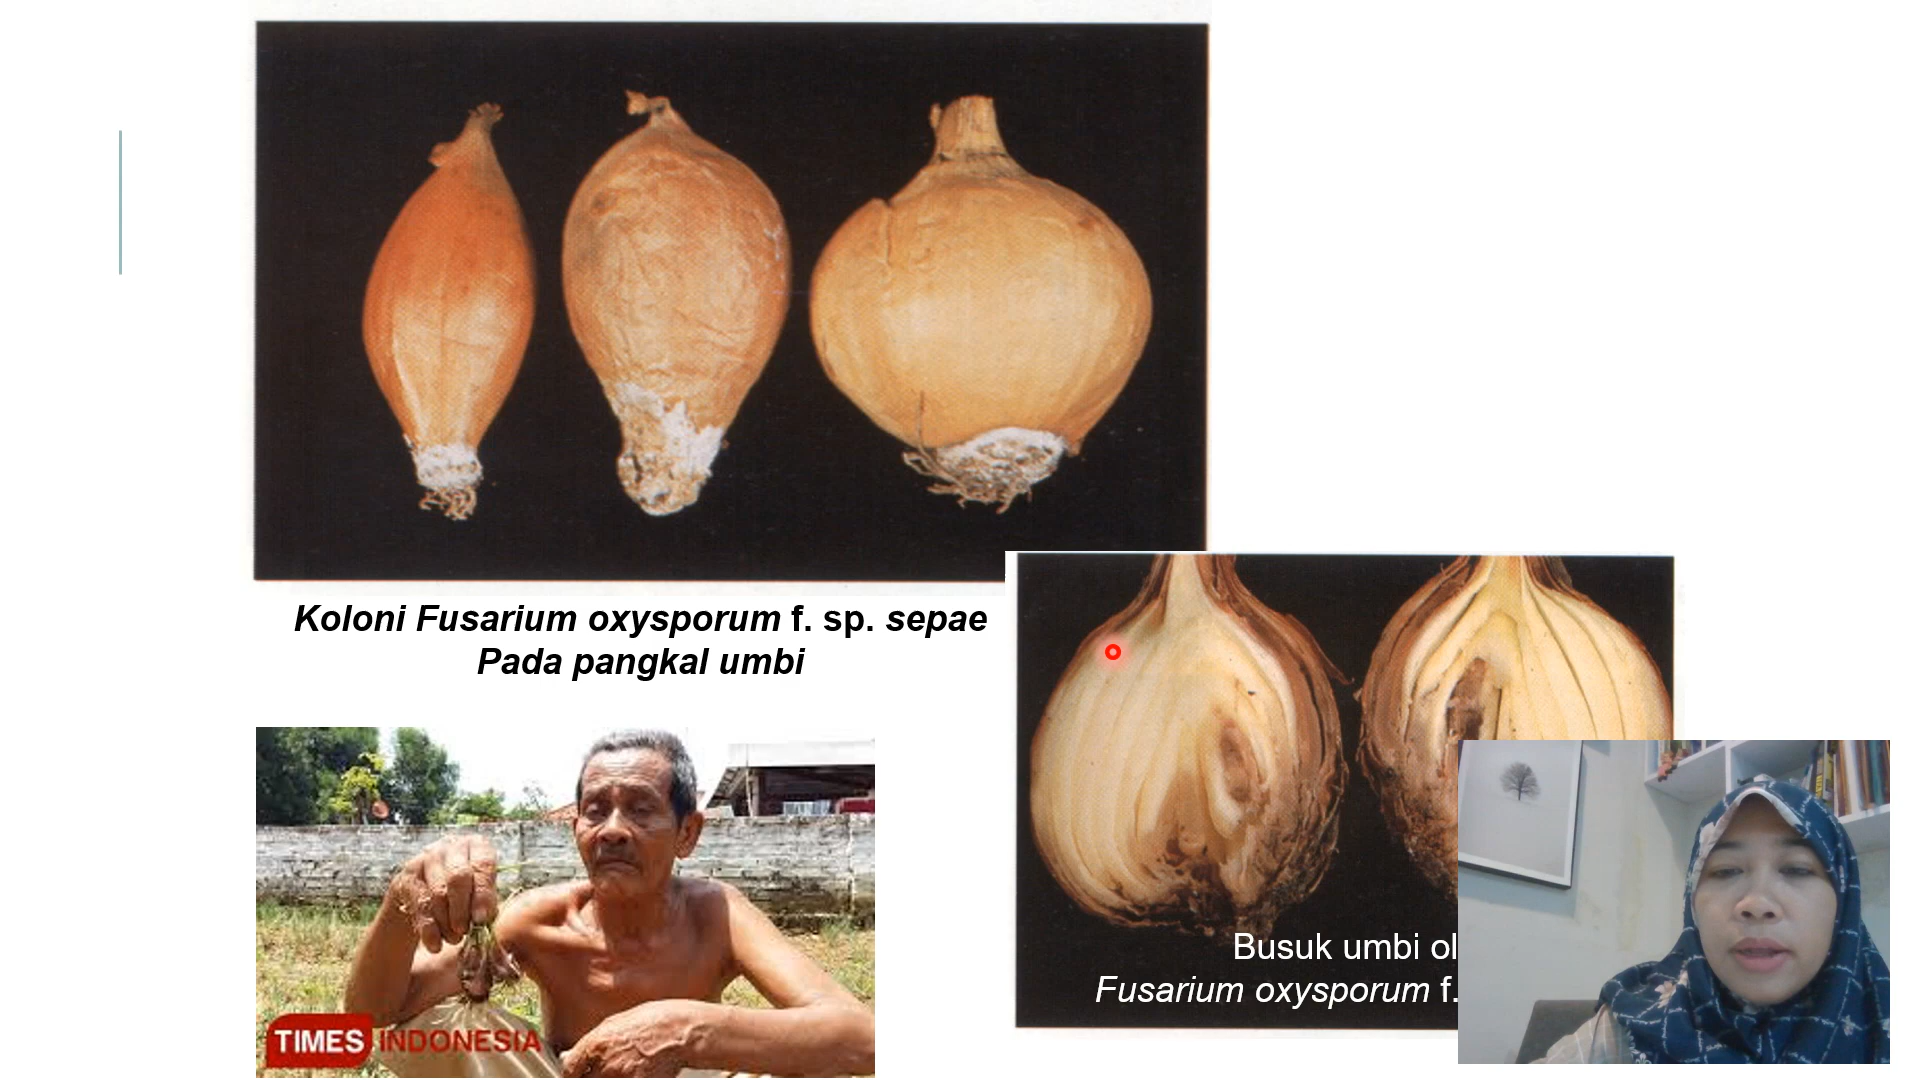 Koloni Fusarium oxysporum f. sp. sepae
Pada pangkal umbi
Busuk umbi ol
Fusarium oxysporum f.
TIMES INDONESIA